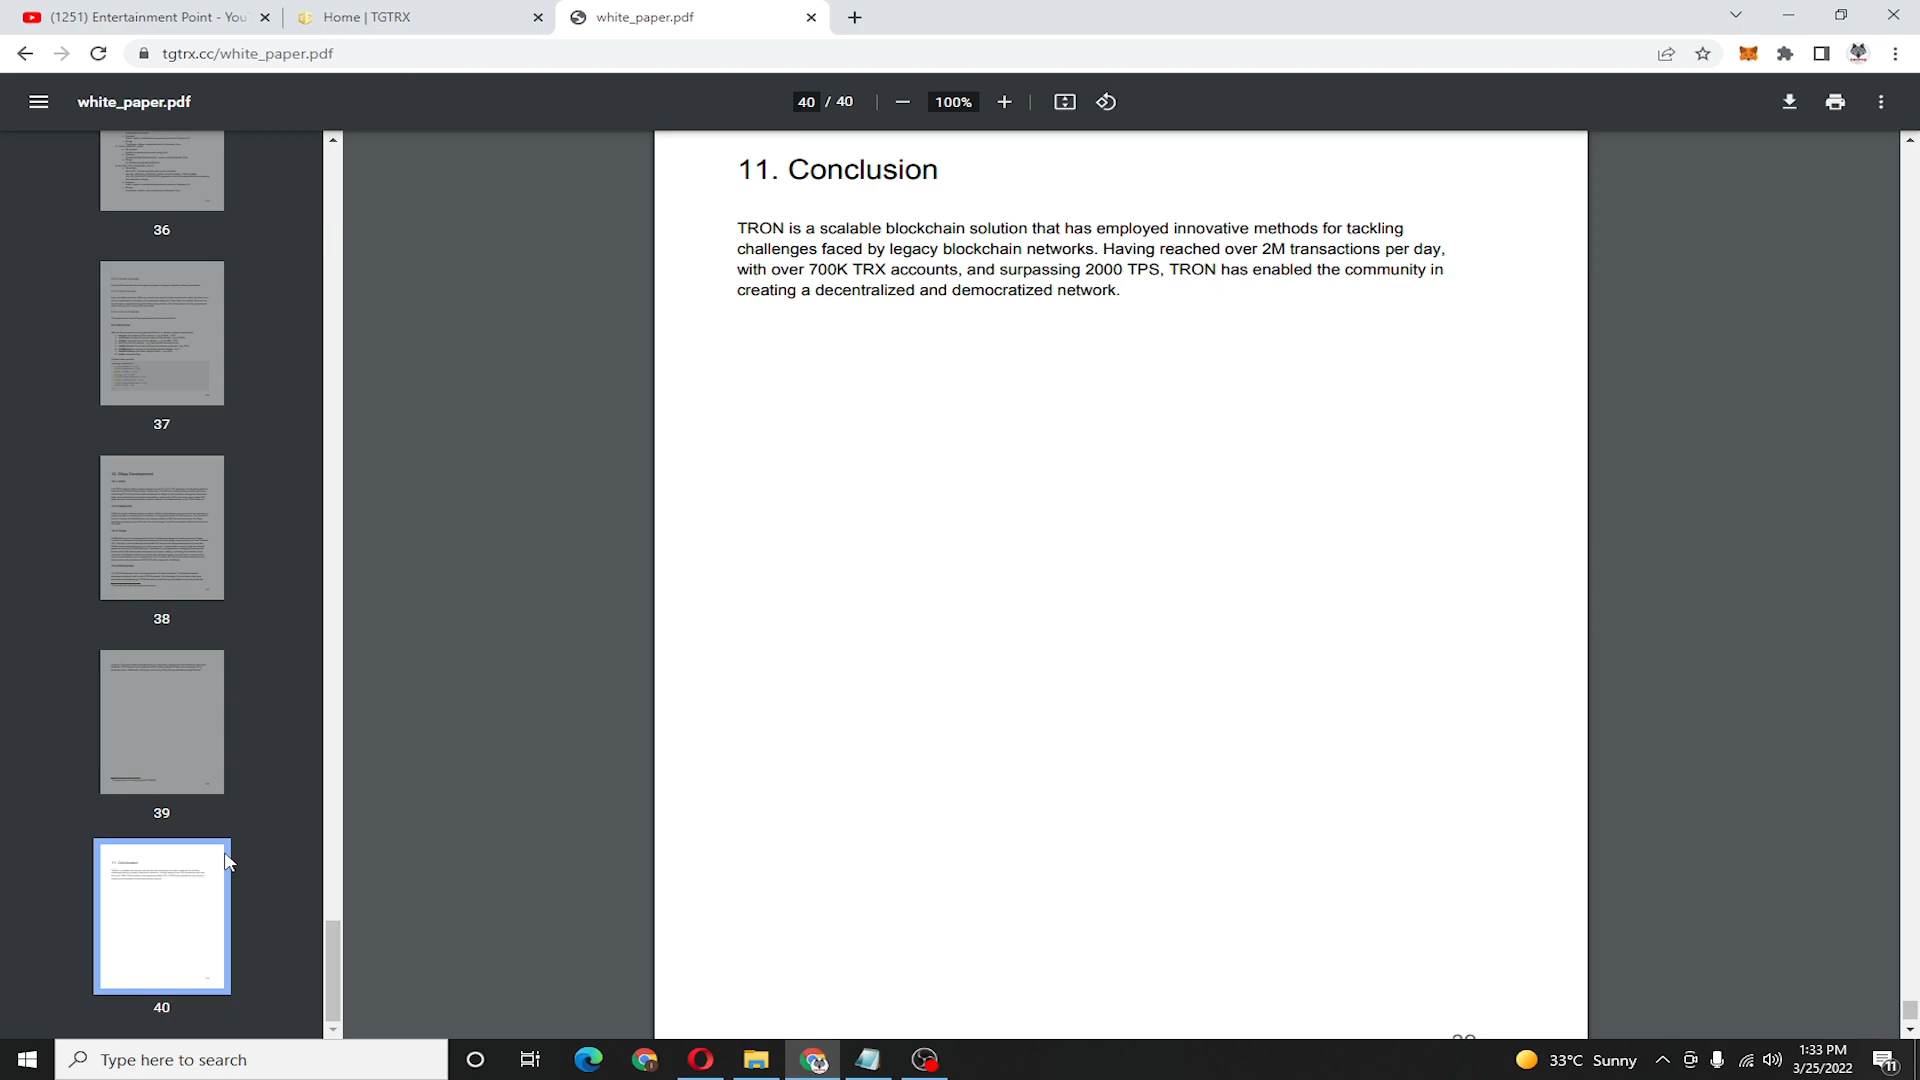 (1251) Entertainment Point - You
Home | TGTRX
white_paper.pdf
tgtrx.cc/white_paper.pdf
white_paper.pdf
40 / 40
100%
36
37
38
39
40
11. Conclusion
TRON is a scalable blockchain solution that has employed innovative methods for tackling
challenges faced by legacy blockchain networks. Having reached over 2M transactions per day,
with over 700K TRX accounts, and surpassing 2000 TPS, TRON has enabled the community in
creating a decentralized and democratized network.
Type here to search
33°C Sunny
1:33 PM
3/25/2022
11